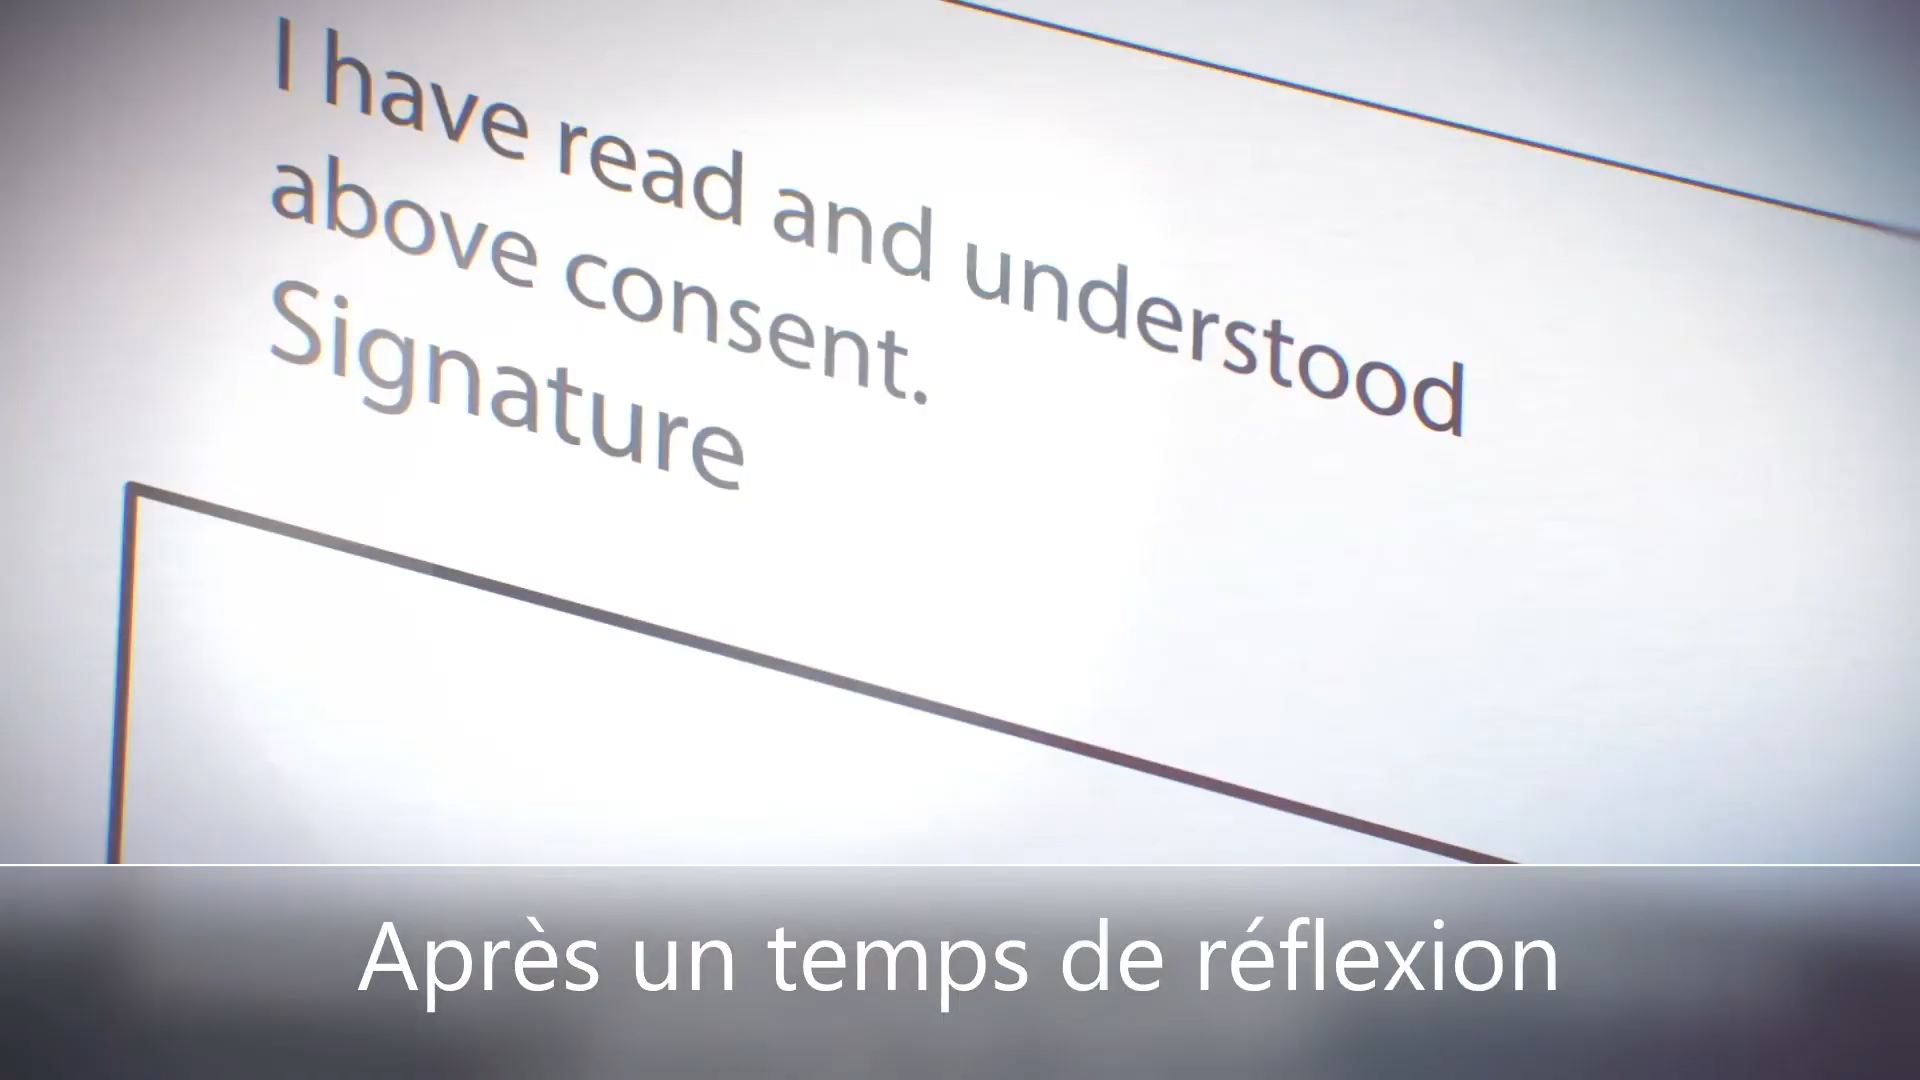 I have read and understood
above consent.
Signature
Après un temps de réflexion